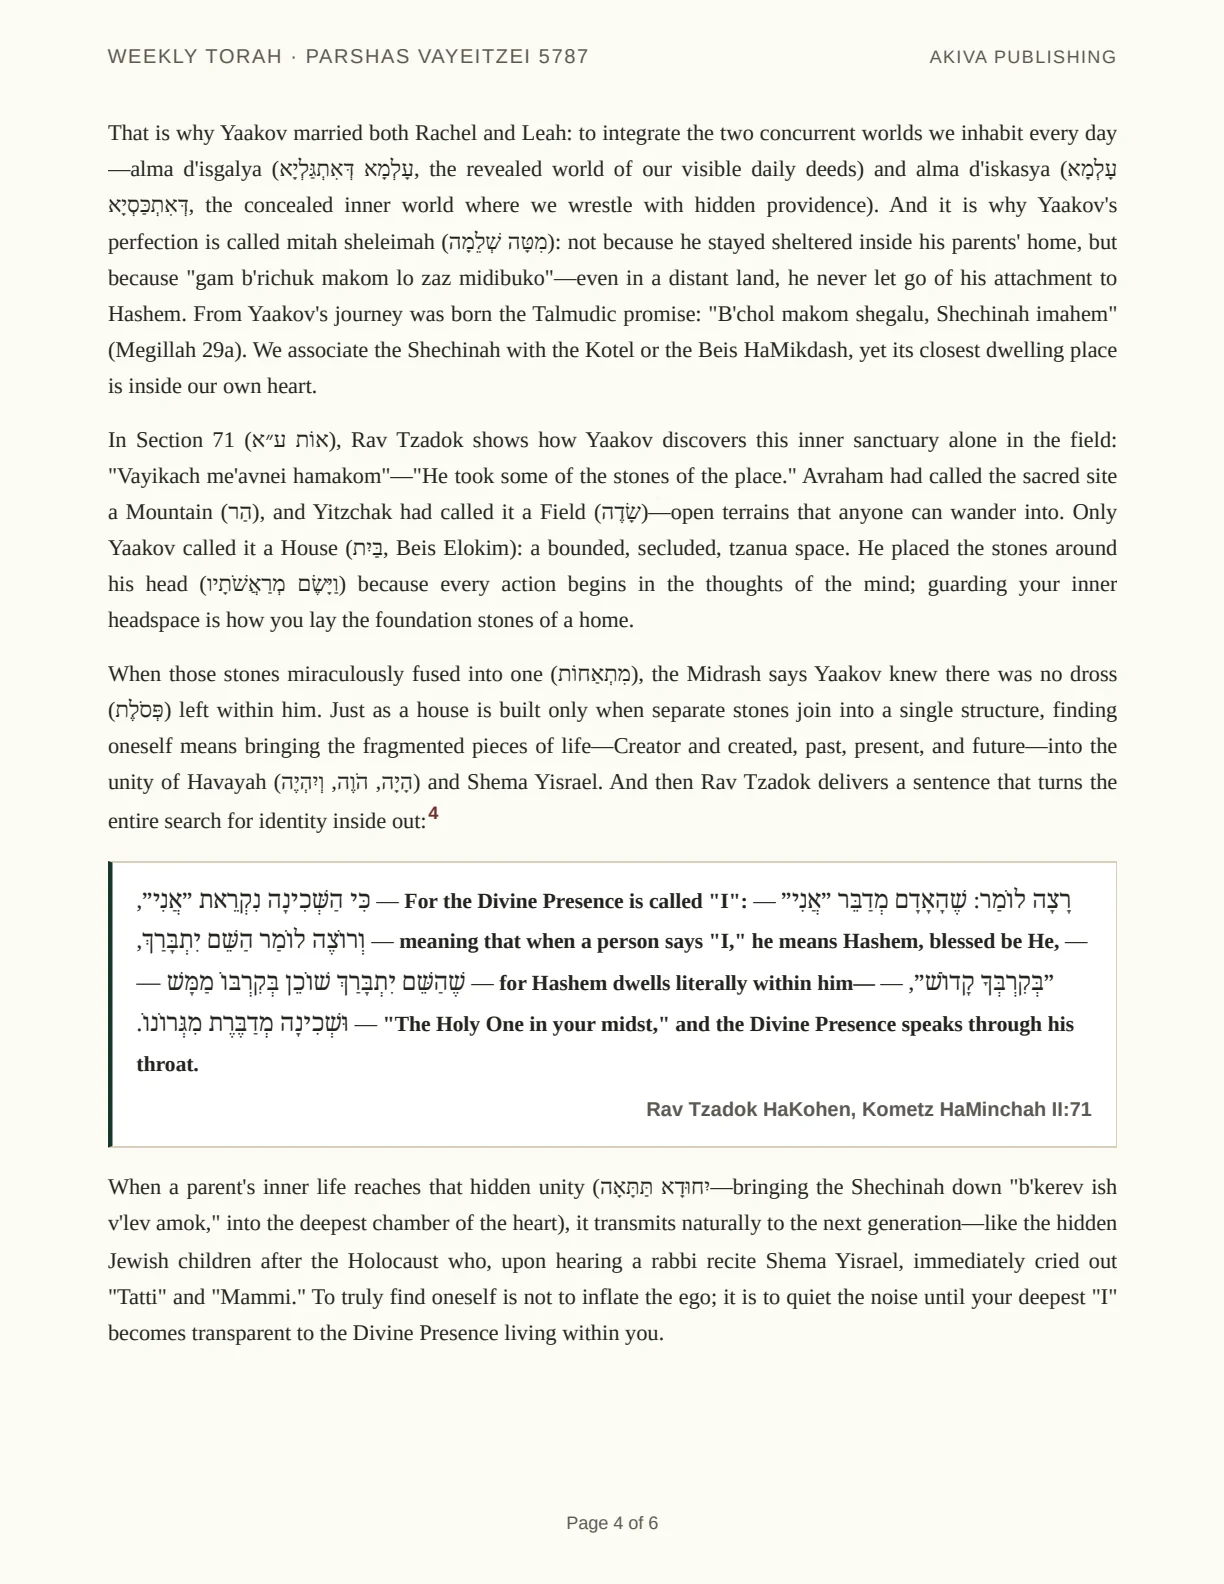 WEEKLY TORAH · PARSHAS VAYEITZEI 5787
AKIVA PUBLISHING
That is why Yaakov married both Rachel and Leah: to integrate the two concurrent worlds we inhabit every day
—alma d'isgalya (עָלְמָא דְּאִתְגַּלְיָא, the revealed world of our visible daily deeds) and alma d'iskasya (עָלְמָא
דְּאִתְכַּסְיָא, the concealed inner world where we wrestle with hidden providence). And it is why Yaakov's
perfection is called mitah sheleimah (מִטָּה שְׁלֵמָה): not because he stayed sheltered inside his parents' home, but
because "gam b'richuk makom lo zaz midibuko"—even in a distant land, he never let go of his attachment to
Hashem. From Yaakov's journey was born the Talmudic promise: "B'chol makom shegalu, Shechinah imahem"
(Megillah 29a). We associate the Shechinah with the Kotel or the Beis HaMikdash, yet its closest dwelling place
is inside our own heart.
In Section 71 (אוֹת ע״א), Rav Tzadok shows how Yaakov discovers this inner sanctuary alone in the field:
"Vayikach me'avnei hamakom"—"He took some of the stones of the place." Avraham had called the sacred site
a Mountain (הַר), and Yitzchak had called it a Field (שָׂדֶה)—open terrains that anyone can wander into. Only
Yaakov called it a House (בַּיִת, Beis Elokim): a bounded, secluded, tzanua space. He placed the stones around
his head (וַיָּשֶׂם מְרַאֲשֹׁתָיו) because every action begins in the thoughts of the mind; guarding your inner
headspace is how you lay the foundation stones of a home.
When those stones miraculously fused into one (מִתְאַחוֹת), the Midrash says Yaakov knew there was no dross
(פְּסֹלֶת) left within him. Just as a house is built only when separate stones join into a single structure, finding
oneself means bringing the fragmented pieces of life—Creator and created, past, present, and future—into the
unity of Havayah (הָיָה, הֹוֶה, וְיִהְיֶה) and Shema Yisrael. And then Rav Tzadok delivers a sentence that turns the
entire search for identity inside out:4
כִּי הַשְּׁכִינָה נִקְרֵאת ”אֲנִי”, — For the Divine Presence is called "I": — רָצָה לוֹמַר: שֶׁהָאָדָם מְדַבֵּר ”אֲנִי”
וְרוֹצֶה לוֹמַר הַשֵּׁם יִתְבָּרַךְ, — meaning that when a person says "I," he means Hashem, blessed be He, —
— שֶׁהַשֵּׁם יִתְבָּרַךְ שׁוֹכֵן בְּקִרְבּוֹ מַמָּשׁ — for Hashem dwells literally within him— — ”בְּקִרְבְּךָ קָדוֹשׁ”,
וּשְׁכִינָה מְדַבֶּרֶת מִגְּרוֹנוֹ. — "The Holy One in your midst," and the Divine Presence speaks through his
throat.
Rav Tzadok HaKohen, Kometz HaMinchah II:71
When a parent's inner life reaches that hidden unity (יִחוּדָא תַּתָּאָה—bringing the Shechinah down "b'kerev ish
v'lev amok," into the deepest chamber of the heart), it transmits naturally to the next generation—like the hidden
Jewish children after the Holocaust who, upon hearing a rabbi recite Shema Yisrael, immediately cried out
"Tatti" and "Mammi." To truly find oneself is not to inflate the ego; it is to quiet the noise until your deepest "I"
becomes transparent to the Divine Presence living within you.
Page 4 of 6